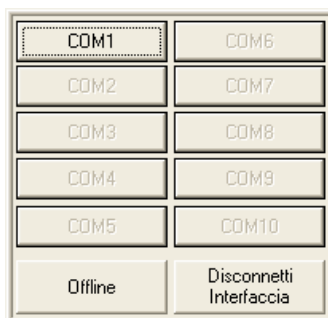 COM1
COM6
COM2
COM7
COM3
COM8
COM4
COM9
COM5
COM10
Offline
Disconnetti
Interfaccia